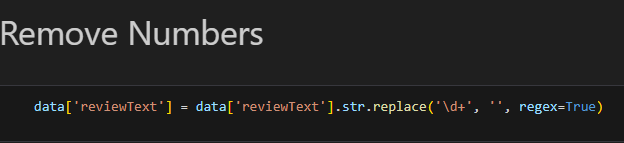 Remove Numbers
data['reviewText'] = data['reviewText'].str.replace('\d+', '', regex=True)